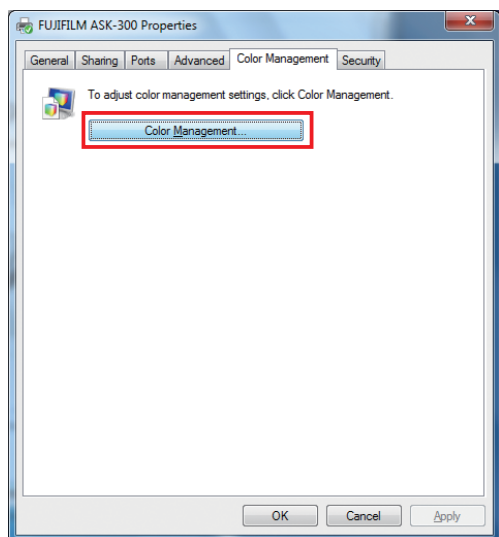 FUJIFILM ASK-300 Properties
General Sharing Ports Advanced Color Management Security
To adjust color management settings, click Color Management.
Color Management...
OK Cancel Apply